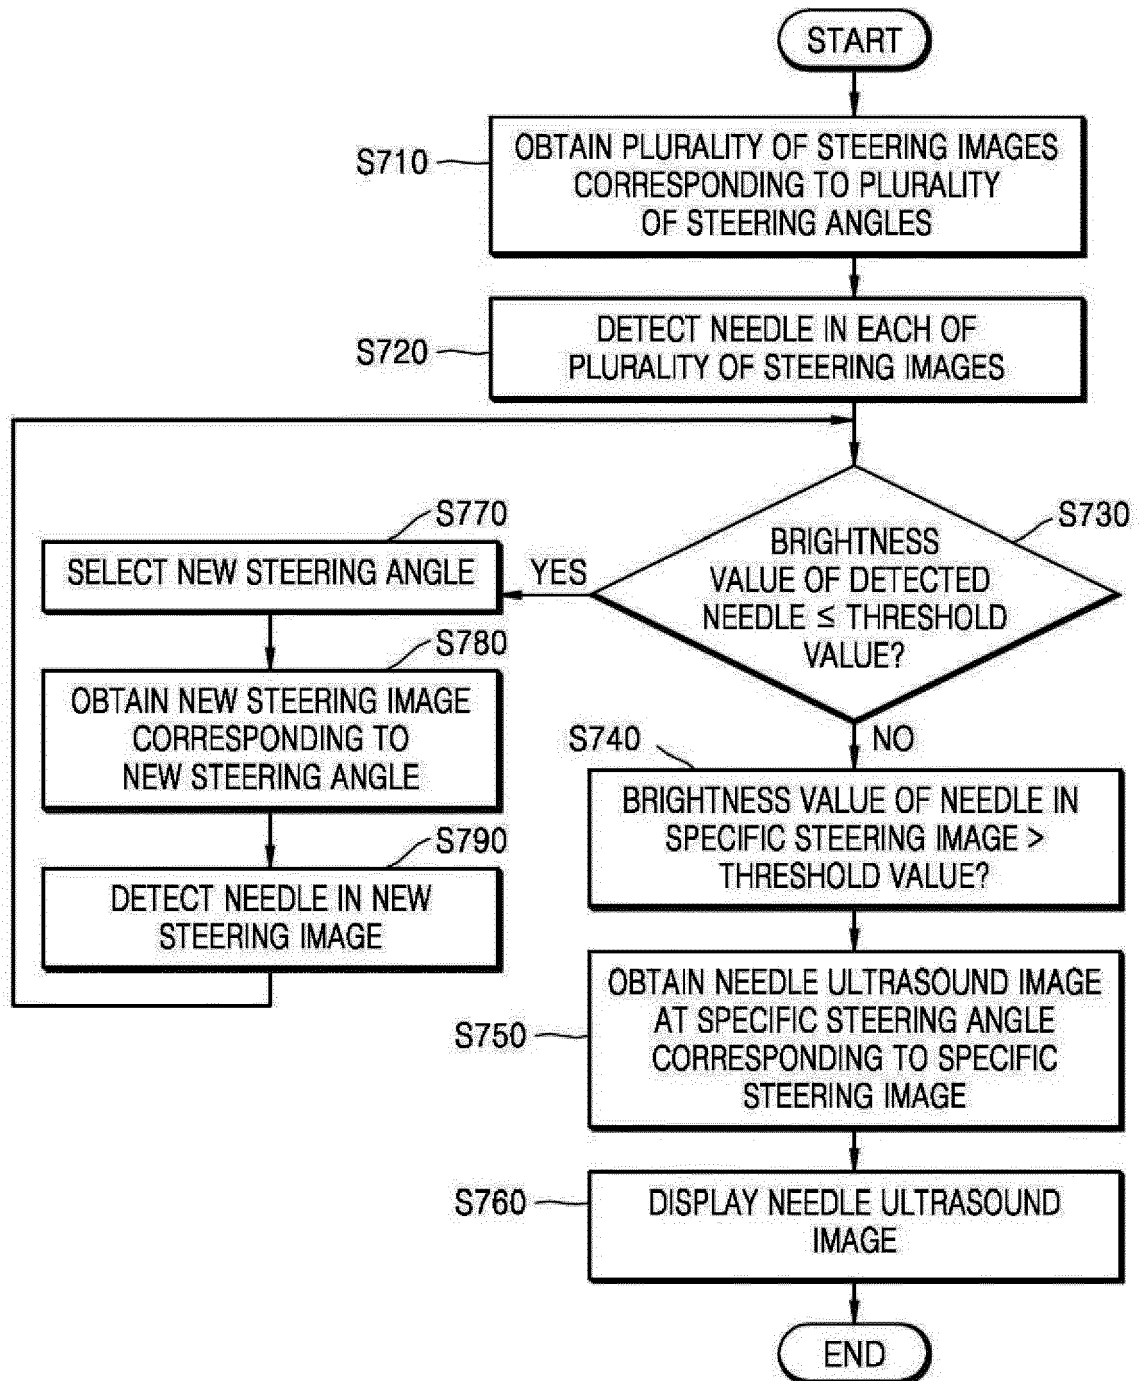 START
S710
OBTAIN PLURALITY OF STEERING IMAGES
CORRESPONDING TO PLURALITY
OF STEERING ANGLES
S720
DETECT NEEDLE IN EACH OF
PLURALITY OF STEERING IMAGES
S730
BRIGHTNESS
VALUE OF DETECTED
NEEDLE ≤ THRESHOLD
VALUE?
YES
S770
SELECT NEW STEERING ANGLE
S780
OBTAIN NEW STEERING IMAGE
CORRESPONDING TO
NEW STEERING ANGLE
S790
DETECT NEEDLE IN NEW
STEERING IMAGE
NO
S740
BRIGHTNESS VALUE OF NEEDLE IN
SPECIFIC STEERING IMAGE >
THRESHOLD VALUE?
S750
OBTAIN NEEDLE ULTRASOUND IMAGE
AT SPECIFIC STEERING ANGLE
CORRESPONDING TO SPECIFIC
STEERING IMAGE
S760
DISPLAY NEEDLE ULTRASOUND
IMAGE
END